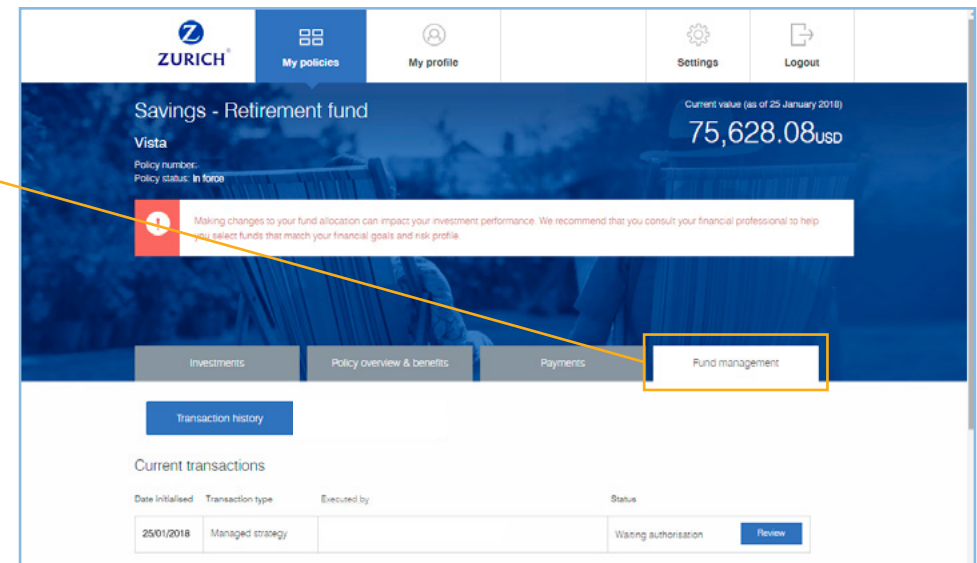 ZURICH®
My policies
My profile
Settings
Logout
Savings - Retirement fund
Current value (as of 25 January 2018)
75,628.08USD
Vista
Policy number:
Policy status: In force
Making changes to your fund allocation can impact your investment performance. We recommend that you consult your financial professional to help
you select funds that match your financial goals and risk profile.
Investments
Policy overview & benefits
Payments
Fund management
Transaction history
Current transactions
Date initialised Transaction type Executed by Status
25/01/2018 Managed strategy Waiting authorisation Review